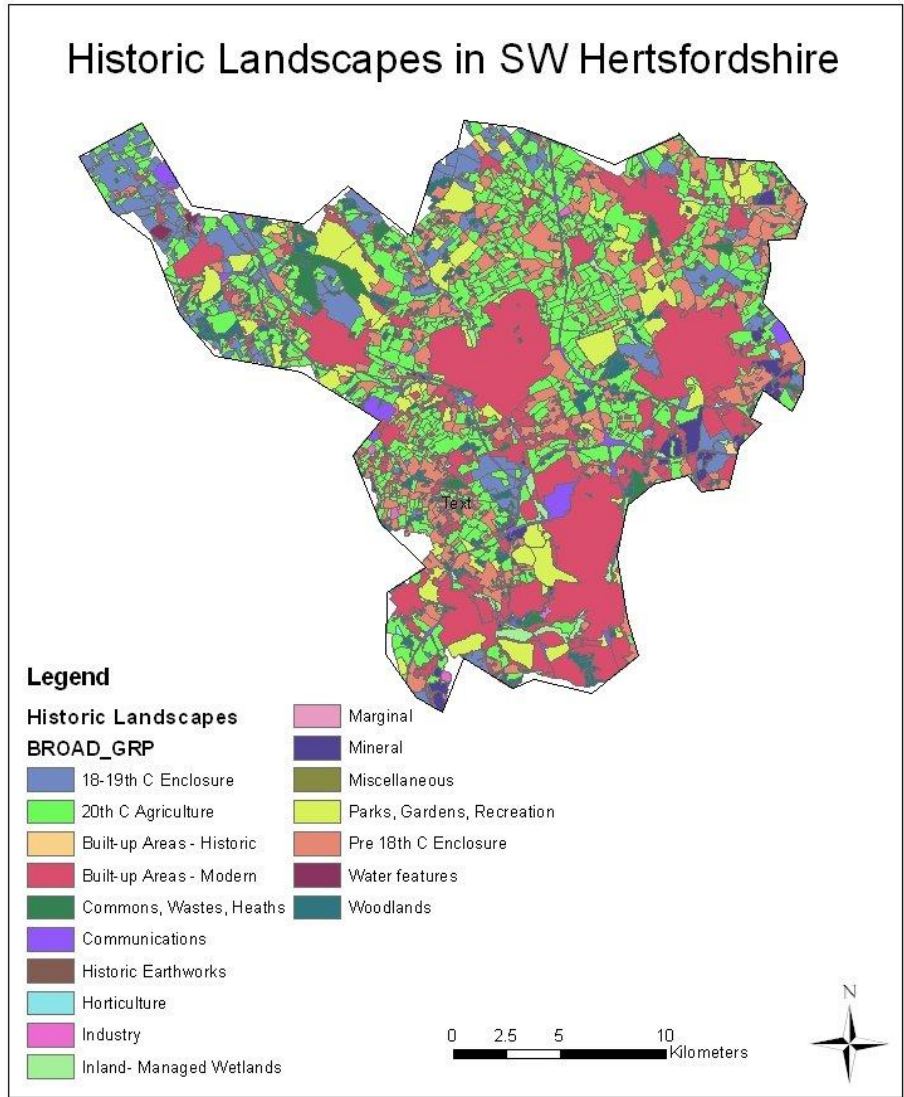 Historic Landscapes in SW Hertsfordshire
Text
Legend
Historic Landscapes
BROAD_GRP
18-19th C Enclosure
20th C Agriculture
Built-up Areas - Historic
Built-up Areas - Modern
Commons, Wastes, Heaths
Communications
Historic Earthworks
Horticulture
Industry
Inland- Managed Wetlands
Marginal
Mineral
Miscellaneous
Parks, Gardens, Recreation
Pre 18th C Enclosure
Water features
Woodlands
0 2.5 5 10
Kilometers
N